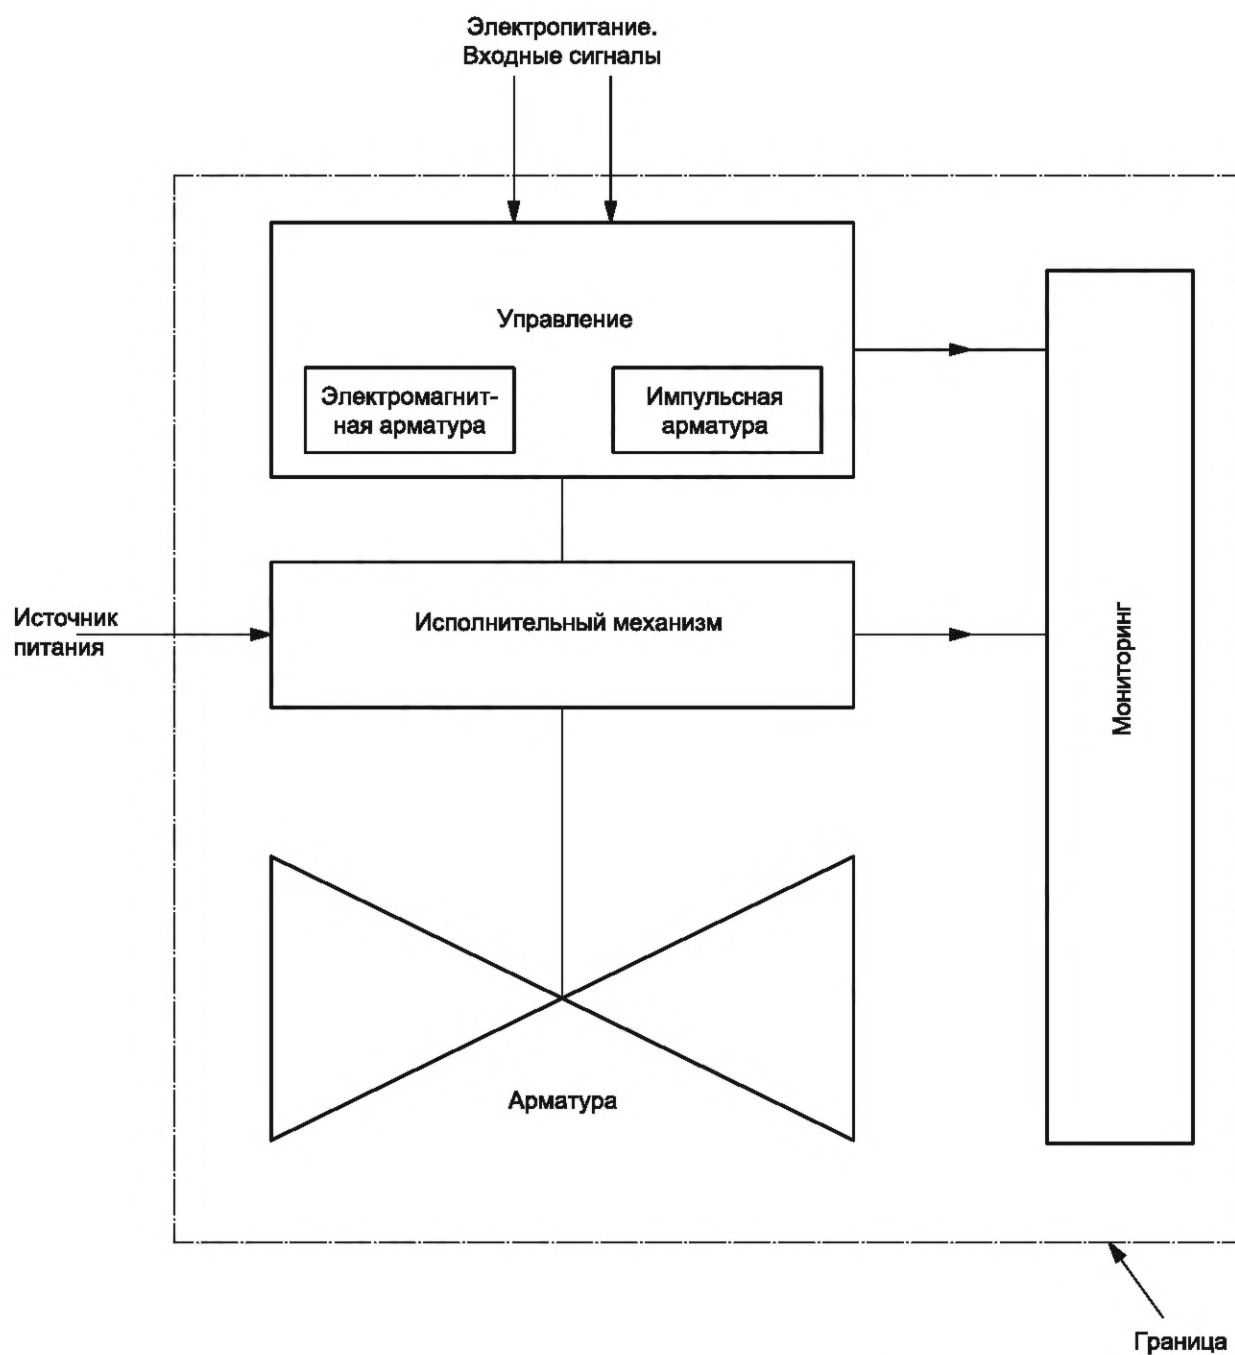 Электропитание.
Входные сигналы
Управление
Электромагнит-
ная арматура
Импульсная
арматура
Источник
питания
Исполнительный механизм
Мониторинг
Арматура
Граница